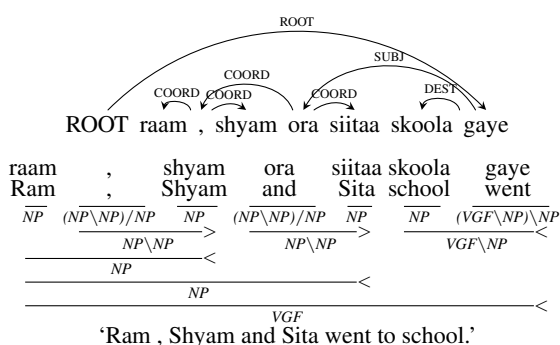 ROOT
COORD SUBJ
COORD COORD COORD DEST
ROOT raam , shyam ora siitaa skoola gaye
raam , shyam ora siitaa skoola gaye
Ram , Shyam and Sita school went
NP (NP\NP)/NP NP (NP\NP)/NP NP NP (VGF\NP)\NP
> > <
NP\NP NP\NP VGF\NP
<
NP
<
NP
<
VGF
‘Ram , Shyam and Sita went to school.’